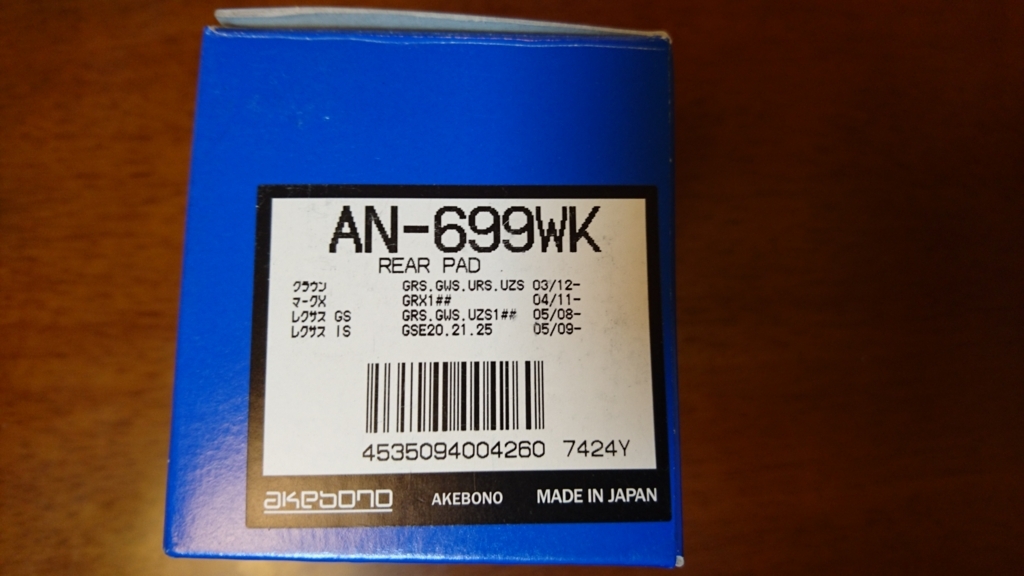 AN-699WK
REAR PAD
クラウン GRS.GWS.URS.UZS 03/12-
マークX GRX1## 04/11-
レクサス GS GRS.GWS.UZS1## 05/08-
レクサス IS GSE20.21.25 05/09-
4535094004260 7424Y
akebono AKEBONO MADE IN JAPAN